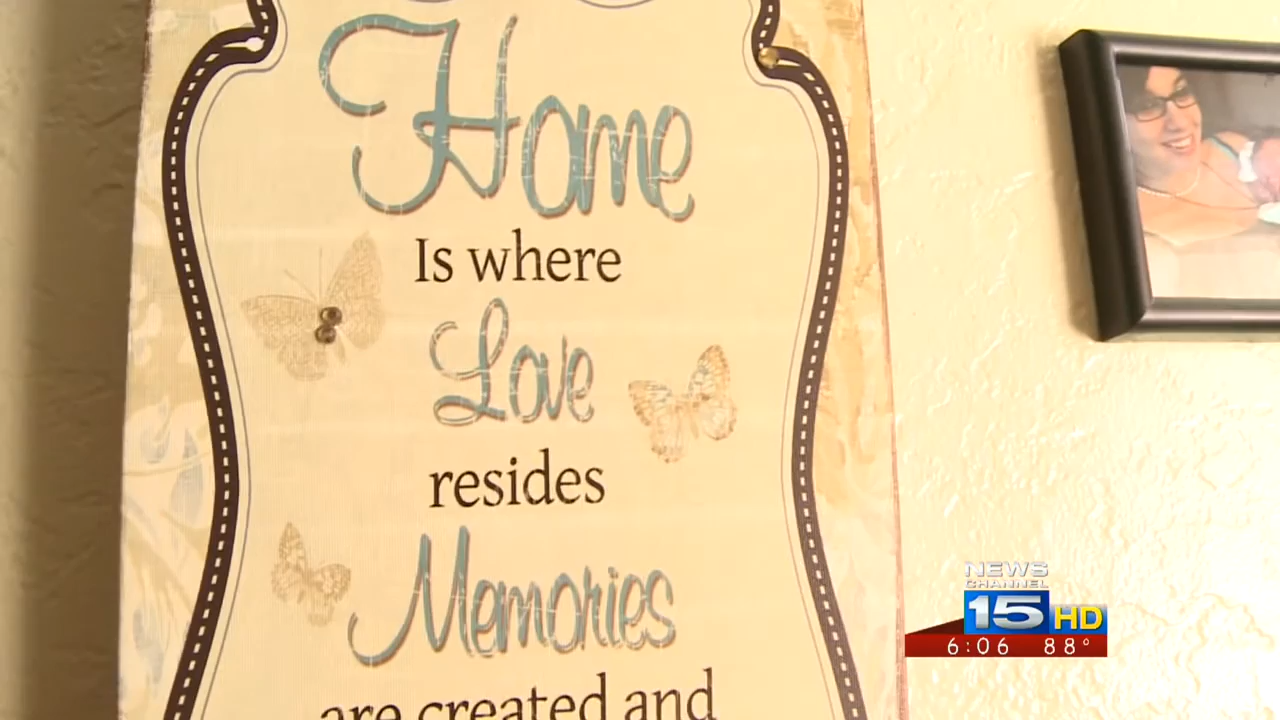 Home
Is where
Love
resides
Memories
are created and
NEWS
CHANNEL
15 HD
6:06 88°